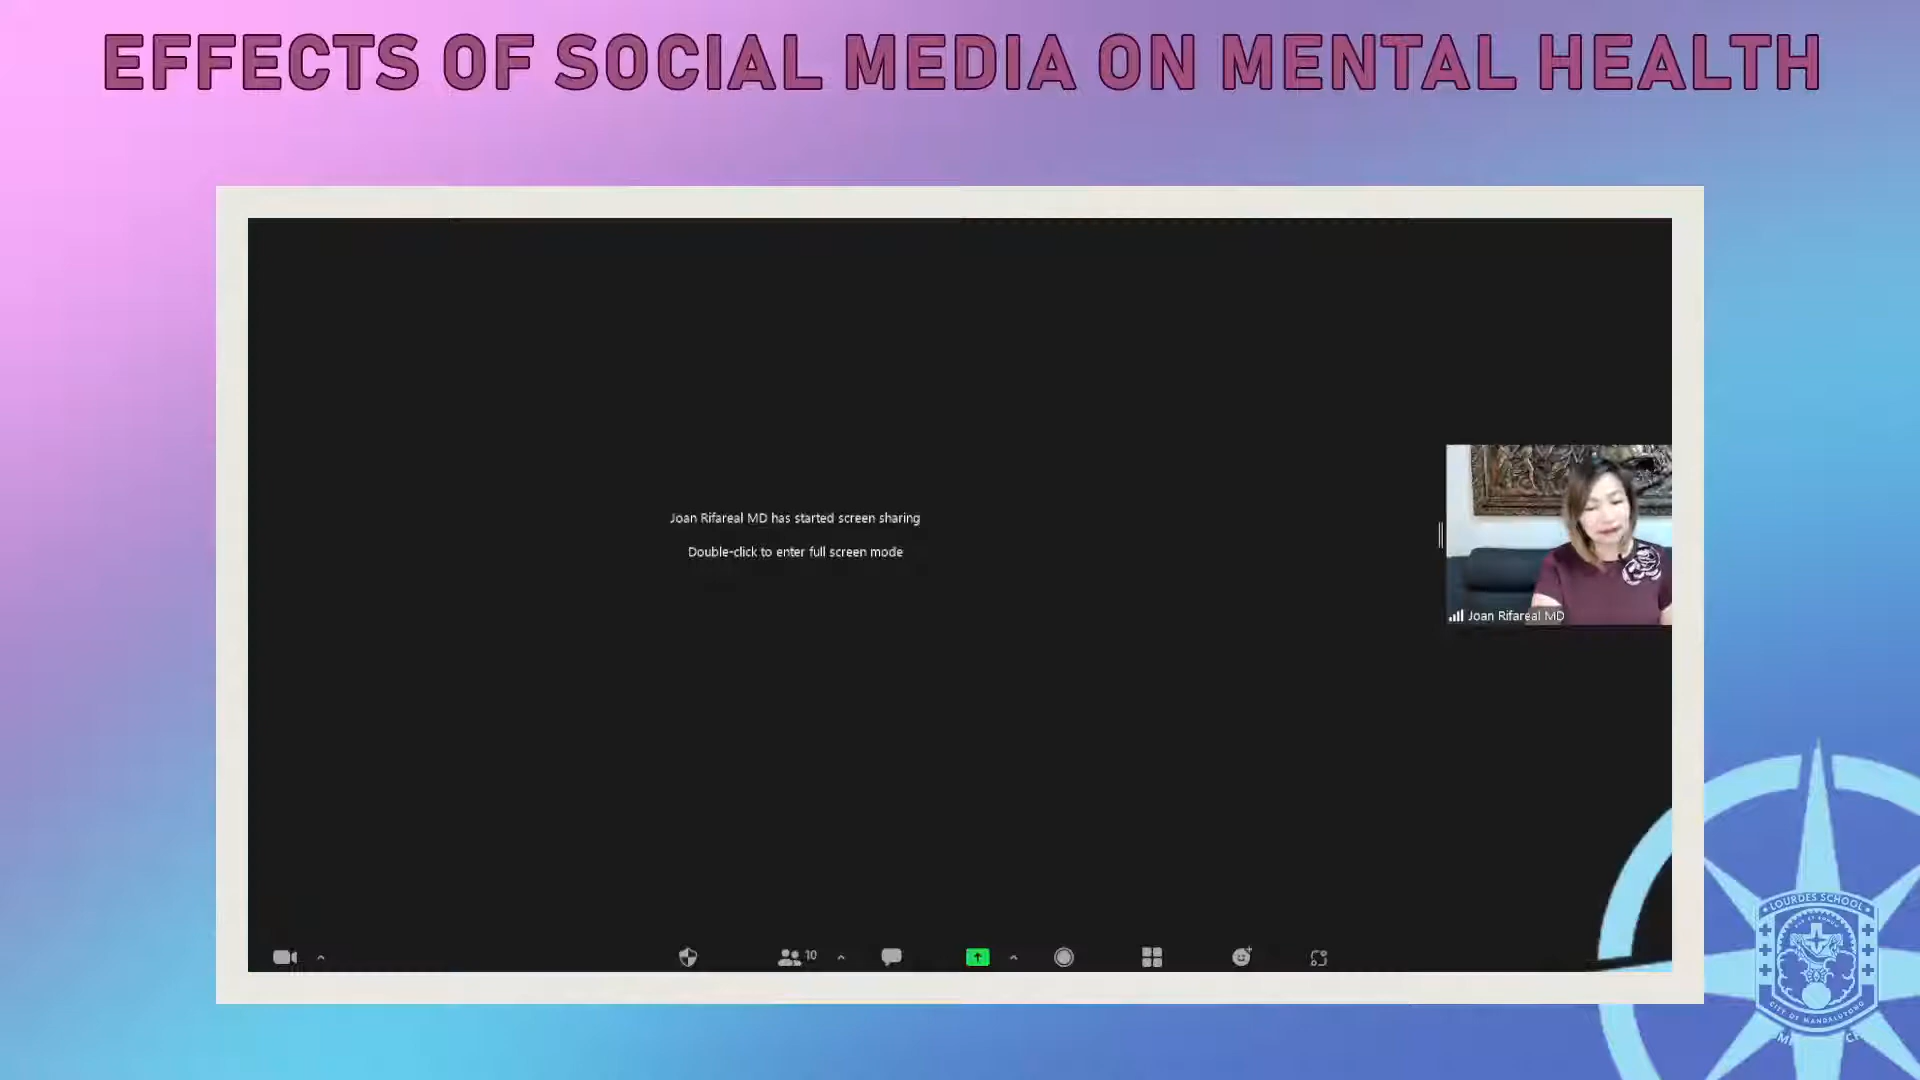 EFFECTS OF SOCIAL MEDIA ON MENTAL HEALTH
Joan Rifareal MD has started screen sharing
Double-click to enter full screen mode
Joan Rifareal MD
10
LOURDES SCHOOL
CITY OF MANDALUYONG